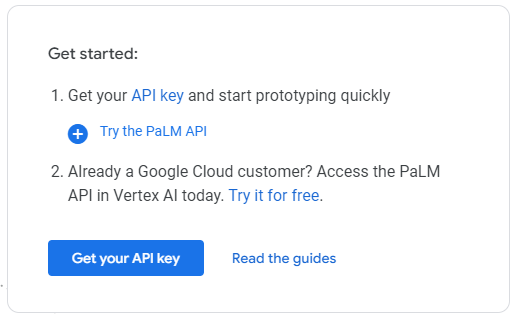 Get started:
1. Get your API key and start prototyping quickly
Try the PaLM API
2. Already a Google Cloud customer? Access the PaLM
API in Vertex AI today. Try it for free.
Get your API key
Read the guides